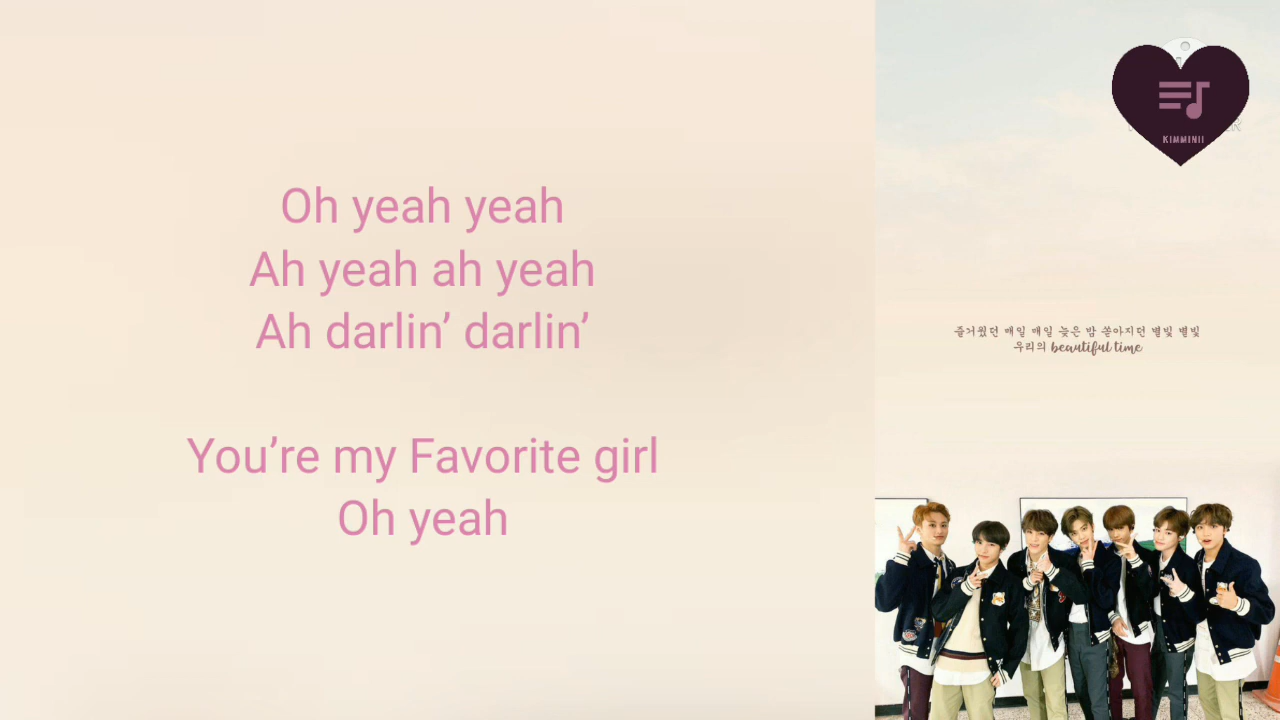 Oh yeah yeah
Ah yeah ah yeah
Ah darlin’ darlin’
You’re my Favorite girl
Oh yeah
KIMMINII
즐거웠던 매일 매일 늦은 밤 쏟아지던 별빛 별빛
우리의 beautiful time